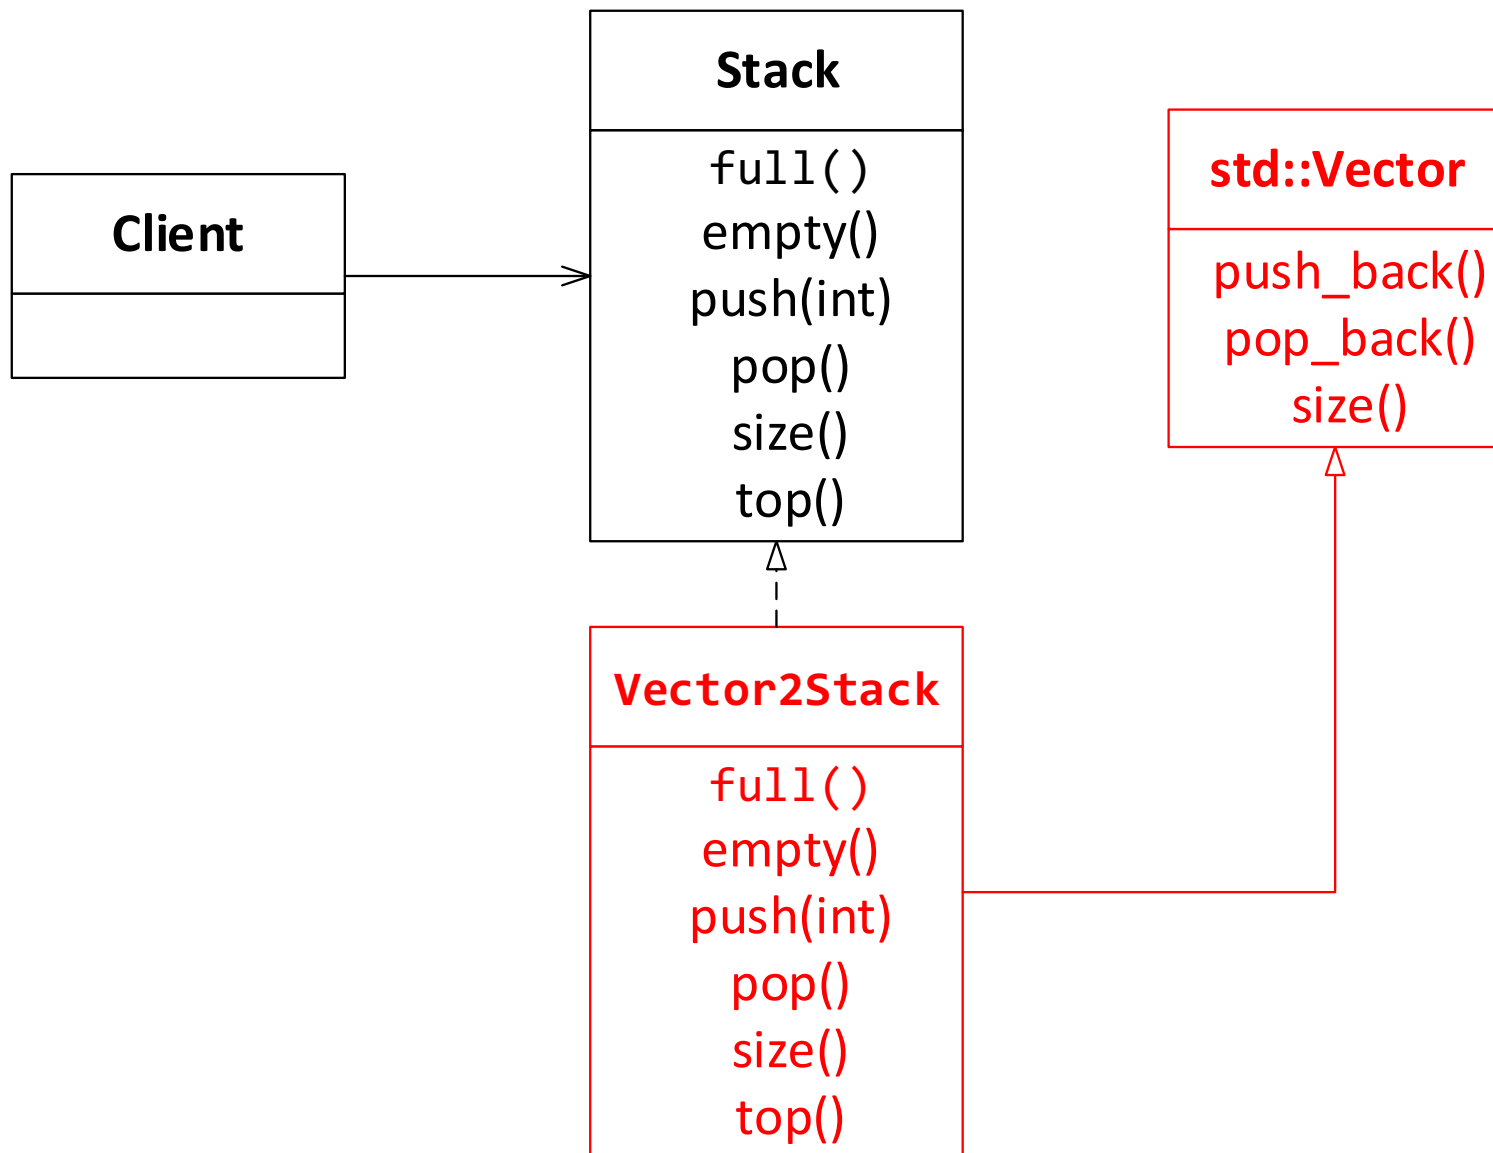 Client
Stack
full()
empty()
push(int)
pop()
size()
top()
std::Vector
push_back()
pop_back()
size()
Vector2Stack
full()
empty()
push(int)
pop()
size()
top()